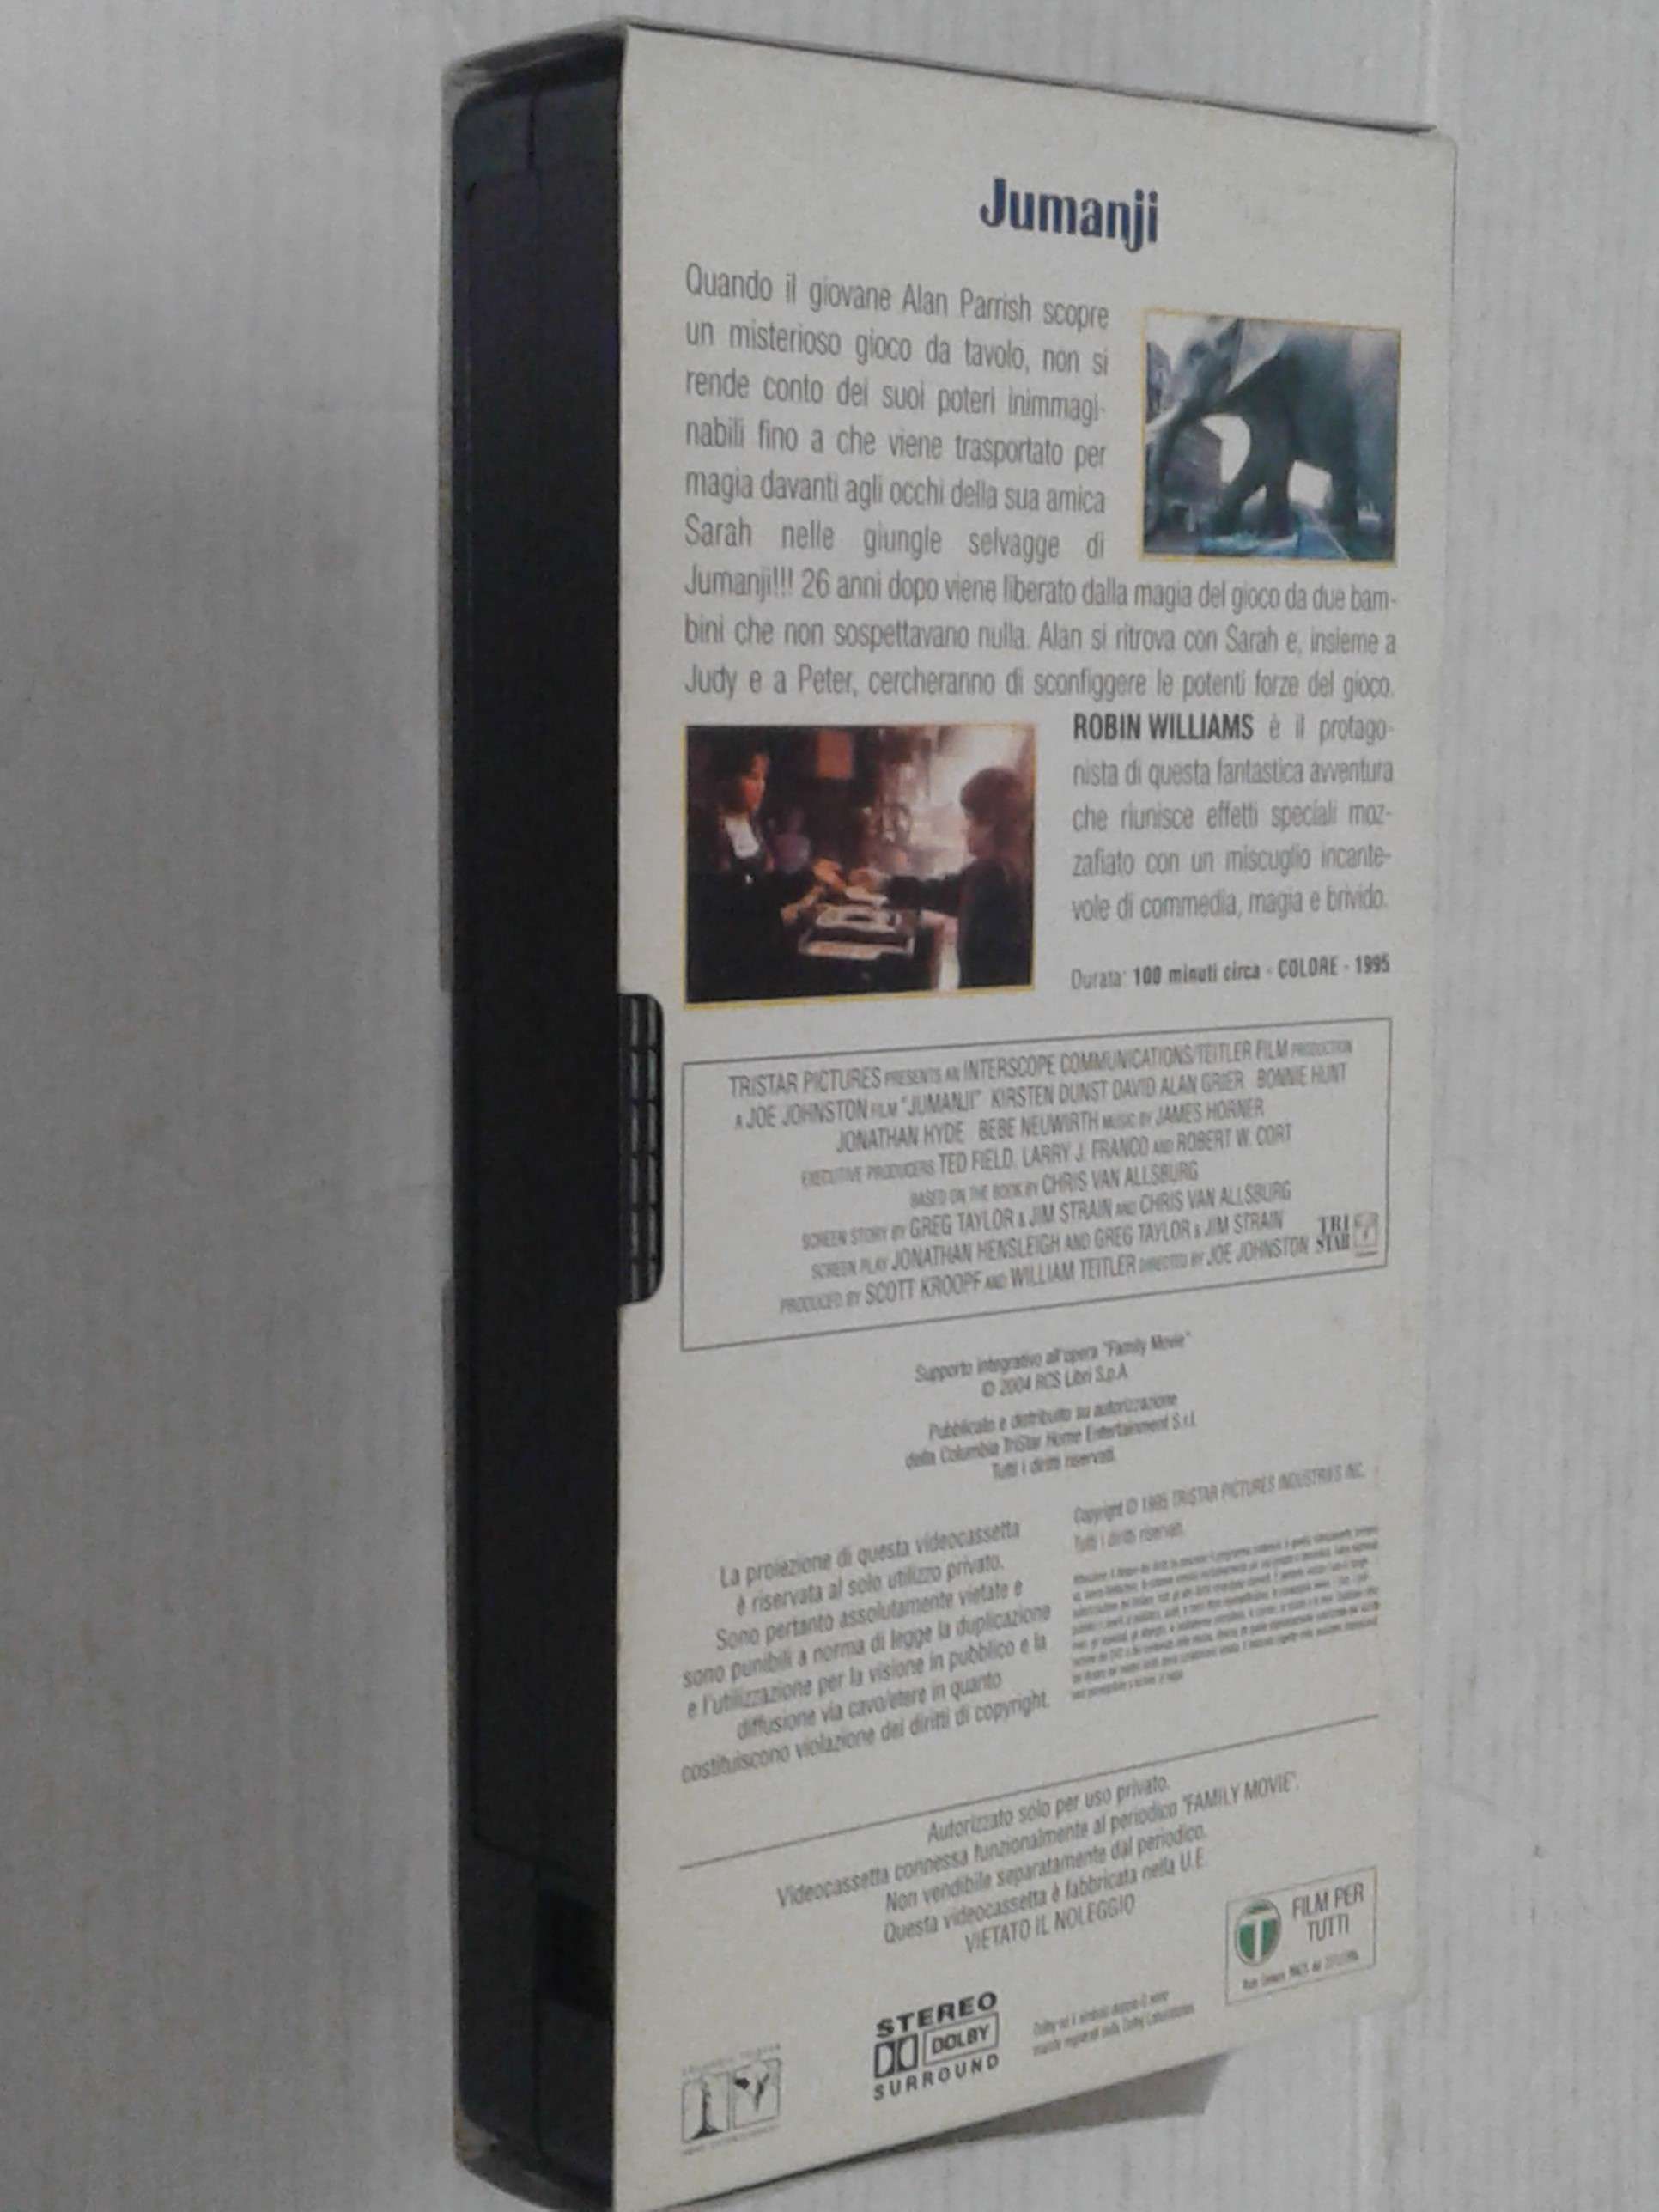 Jumanji
Quando il giovane Alan Parrish scopre
un misterioso gioco da tavolo, non si
rende conto dei suoi poteri inimmagi-
nabili fino a che viene trasportato per
magia davanti agli occhi della sua amica
Sarah nelle giungle selvagge di
Jumanji!!! 26 anni dopo viene liberato dalla magia del gioco da due bam-
bini che non sospettavano nulla. Alan si ritrova con Sarah e, insieme a
Judy e a Peter, cercheranno di sconfiggere le potenti forze del gioco.
ROBIN WILLIAMS è il protago-
nista di questa fantastica avventura
che riunisce effetti speciali moz-
zafiato con un miscuglio incante-
vole di commedia, magia e brivido.
Durata: 100 minuti circa - COLORE - 1995
TRISTAR PICTURES PRESENTS AN INTERSCOPE COMMUNICATIONS/TEITLER FILM PRODUCTION
A JOE JOHNSTON FILM "JUMANJI" KIRSTEN DUNST DAVID ALAN GRIER BONNIE HUNT
JONATHAN HYDE BEBE NEUWIRTH MUSIC BY JAMES HORNER
EXECUTIVE PRODUCERS TED FIELD, LARRY J. FRANCO AND ROBERT W. CORT
BASED ON THE BOOK BY CHRIS VAN ALLSBURG
SCREEN STORY BY GREG TAYLOR & JIM STRAIN AND CHRIS VAN ALLSBURG
SCREEN PLAY JONATHAN HENSLEIGH AND GREG TAYLOR & JIM STRAIN
PRODUCED BY SCOTT KROOPF AND WILLIAM TEITLER DIRECTED BY JOE JOHNSTON
TRI
STAR
Supporto integrativo all'opera "Family Movie"
© 2004 RCS Libri S.p.A.
Pubblicato e distribuito su autorizzazione
della Columbia TriStar Home Entertainment S.r.l.
Tutti i diritti riservati.
La proiezione di questa videocassetta
è riservata al solo utilizzo privato.
Sono pertanto assolutamente vietate e
sono punibili a norma di legge la duplicazione
e l'utilizzazione per la visione in pubblico e la
diffusione via cavo/etere in quanto
costituiscono violazione dei diritti di copyright.
Copyright © 1995 TRISTAR PICTURES INDUSTRIES INC.
Tutti i diritti riservati.
Autorizzato solo per uso privato.
Videocassetta connessa funzionalmente al periodico "FAMILY MOVIE".
Non vendibile separatamente dal periodico.
Questa videocassetta è fabbricata nella U.E.
VIETATO IL NOLEGGIO
T
FILM PER
TUTTI
STEREO
DOLBY
SURROUND
Dolby ed il simbolo doppia D sono
marchi registrati della Dolby Laboratories